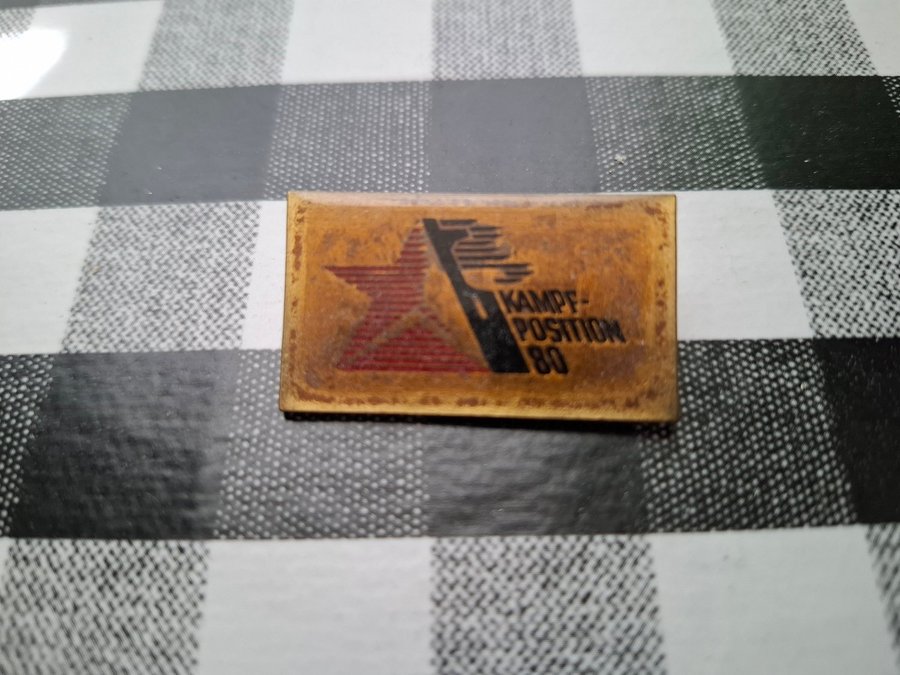 KAMPF-
POSITION
80